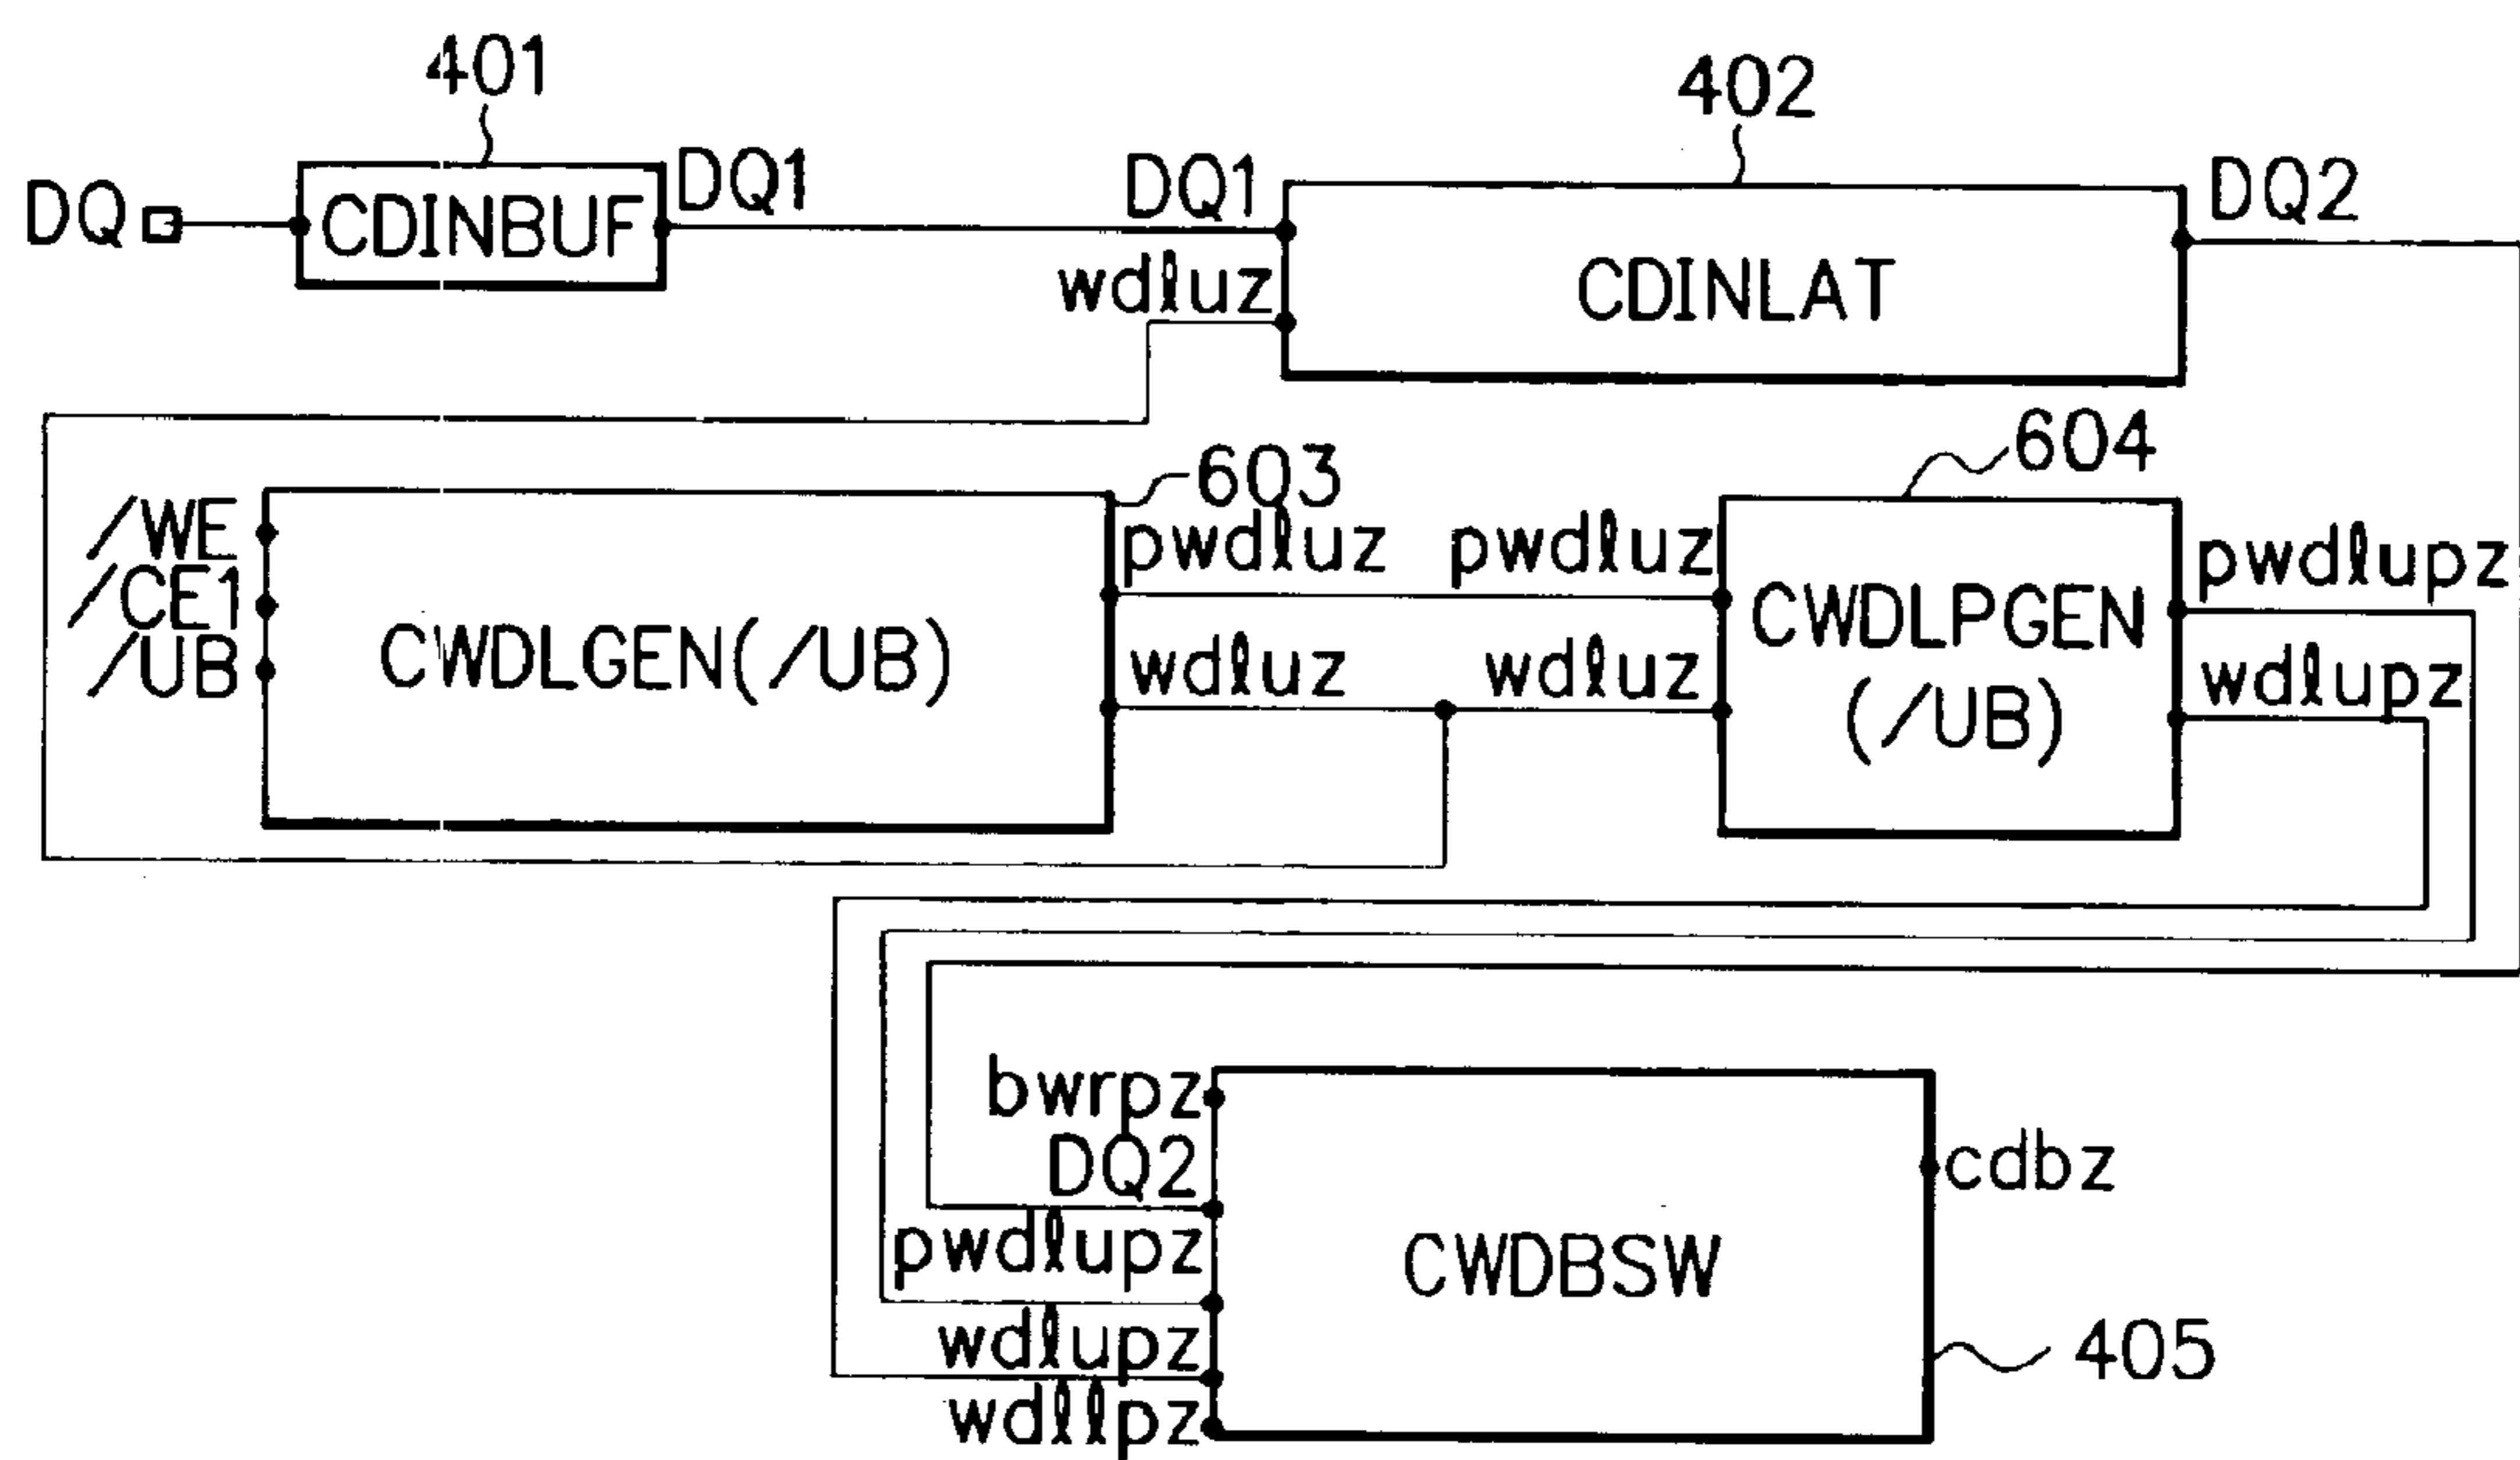 401
402
DQ
CDINBUF
DQ1
DQ1
wdℓuz
CDINLAT
DQ2
603
604
/WE
/CE1
/UB
CWDLGEN(/UB)
pwdℓuz
wdℓuz
pwdℓuz
wdℓuz
CWDLPGEN
(/UB)
pwdℓupz
wdℓupz
bwrpz
DQ2
pwdℓupz
wdℓupz
wdℓℓpz
CWDBSW
cdbz
405